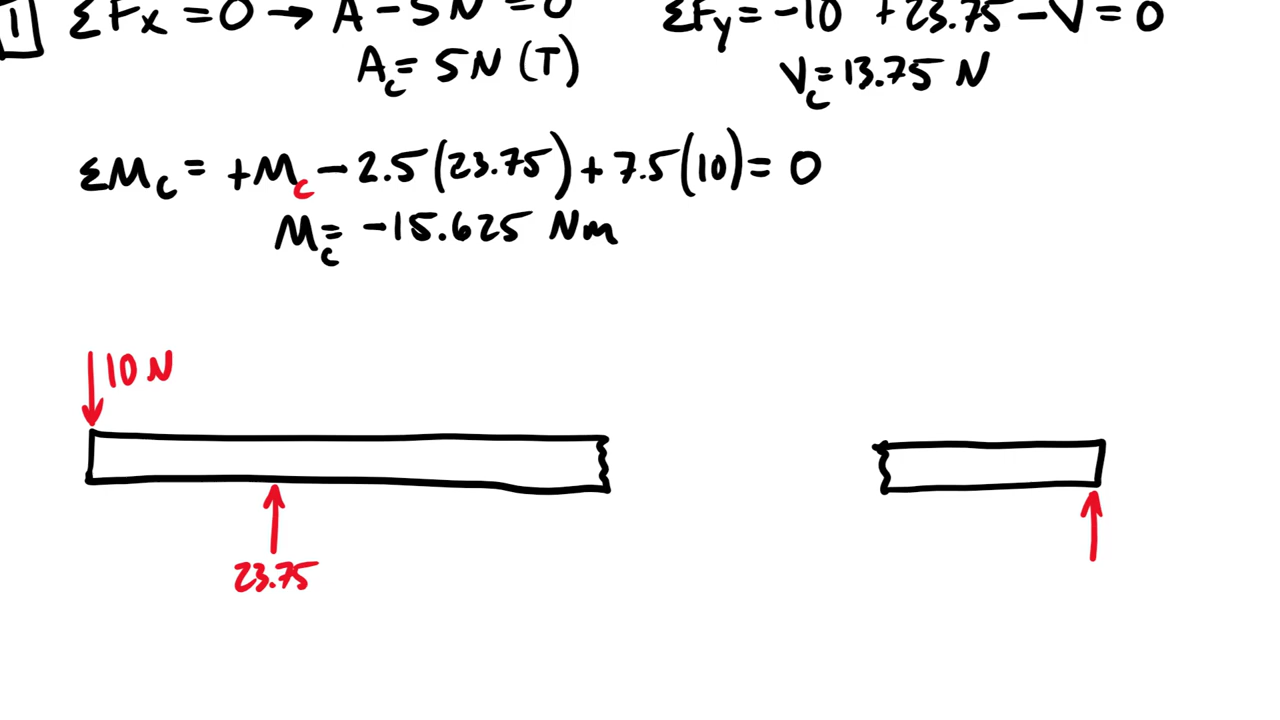 1 ΣFx = 0 → A - 5N = 0
ΣFy = -10 + 23.75 - V = 0
Ac = 5N (T)
Vc = 13.75 N
ΣMc = +Mc - 2.5(23.75) + 7.5(10) = 0
Mc = -15.625 Nm
10 N
23.75